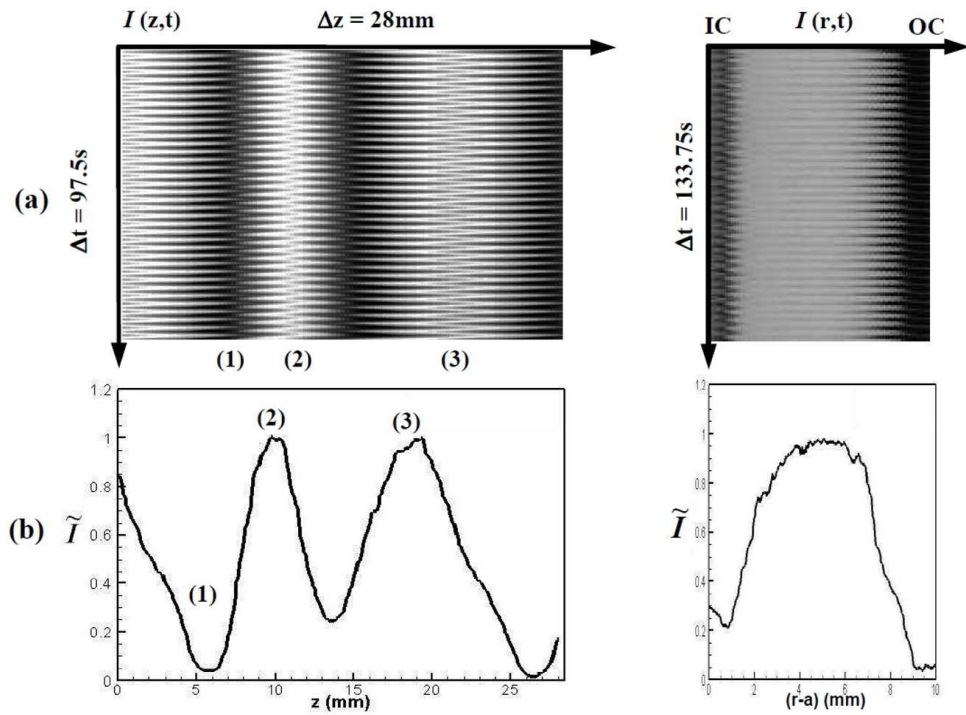 I (z,t) Δz = 28mm
IC I (r,t) OC
(a)
Δt = 97.5s
Δt = 133.75s
(1) (2) (3)
(b)
Ĩ
1.2
1
0.8
0.6
0.4
0.2
0
(1)
(2)
(3)
0 5 10 15 20 25
z (mm)
Ĩ
1.2
1
0.8
0.6
0.4
0.2
0
0 2 4 6 8 10
(r-a) (mm)